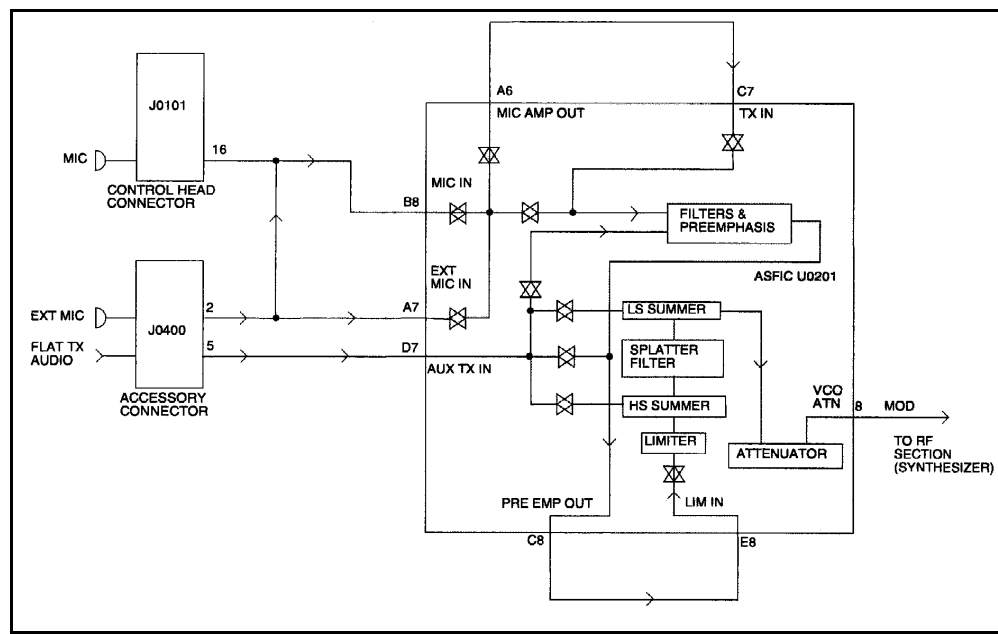 A6
C7
MIC AMP OUT
TX IN
J0101
MIC
16
CONTROL HEAD
CONNECTOR
MIC IN
B8
FILTERS &
PREEMPHASIS
ASFIC U0201
EXT
MIC IN
EXT MIC
J0400
2
A7
LS SUMMER
FLAT TX
AUDIO
5
D7
AUX TX IN
SPLATTER
FILTER
ACCESSORY
CONNECTOR
HS SUMMER
VCO
ATN
8
MOD
LIMITER
ATTENUATOR
TO RF
SECTION
(SYNTHESIZER)
PRE EMP OUT
LIM IN
C8
E8